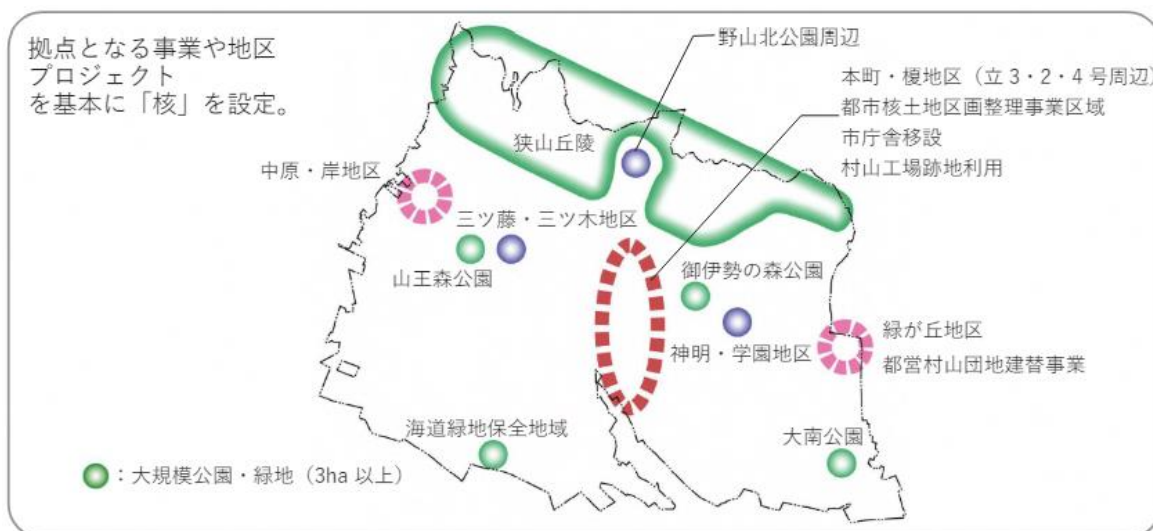 拠点となる事業や地区
プロジェクト
を基本に「核」を設定。
野山北公園周辺
本町・榎地区（立3・2・4号周辺）
都市核土地区画整理事業区域
市庁舎移設
村山工場跡地利用
狭山丘陵
中原・岸地区
三ツ藤・三ツ木地区
山王森公園
御伊勢の森公園
神明・学園地区
緑が丘地区
都営村山団地建替事業
海道緑地保全地域
大南公園
：大規模公園・緑地（3ha 以上）